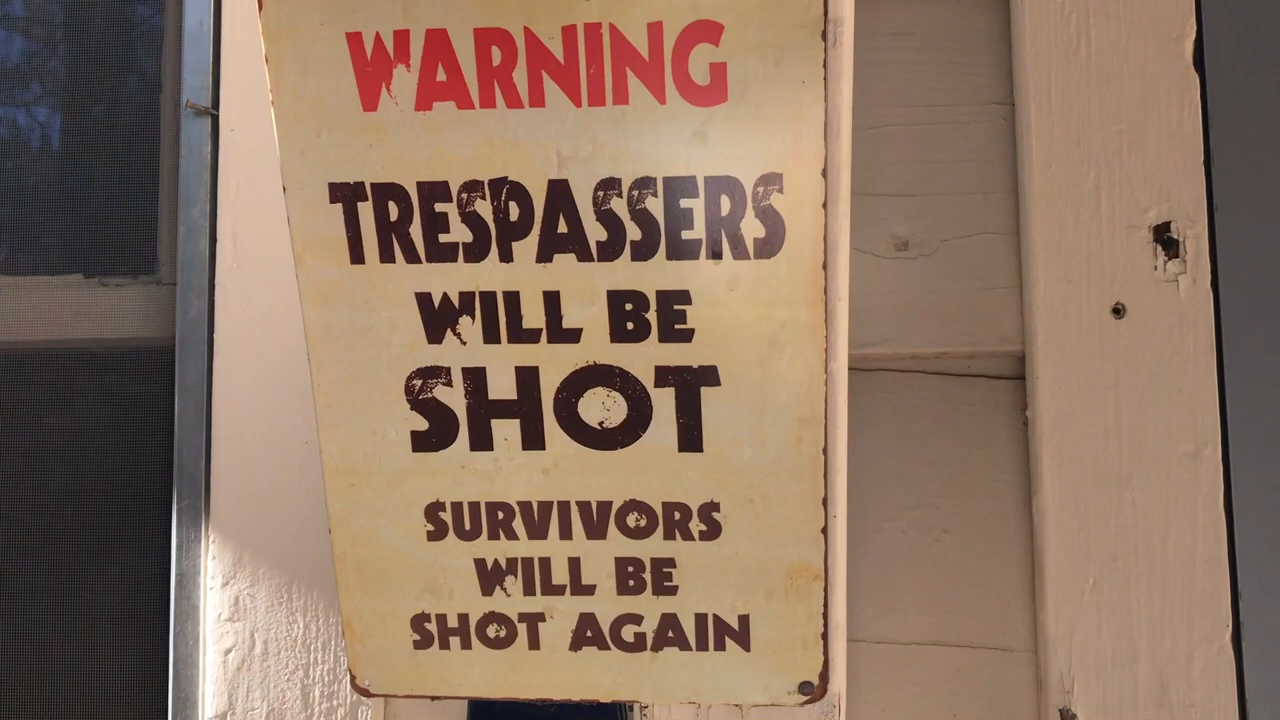 WARNING
TRESPASSERS
WILL BE
SHOT
SURVIVORS
WILL BE
SHOT AGAIN